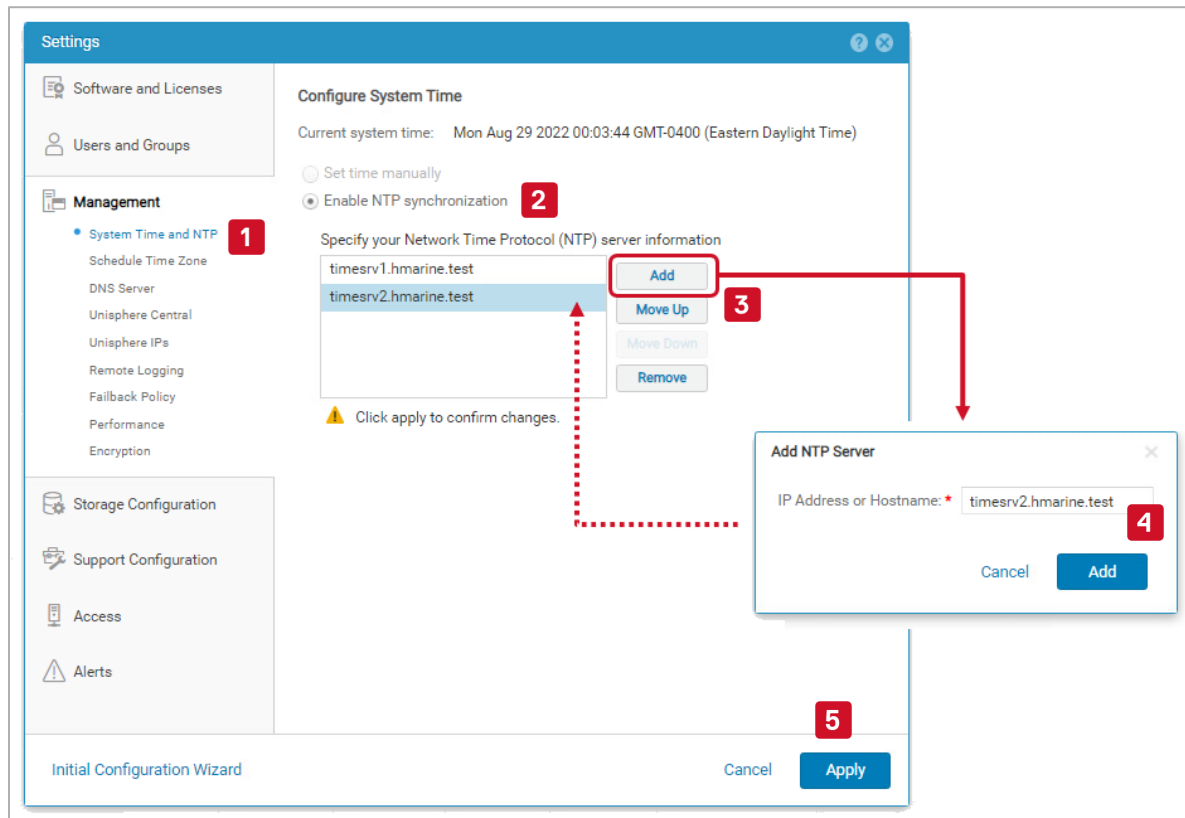 Settings
Software and Licenses
Users and Groups
Management
System Time and NTP
1
Schedule Time Zone
DNS Server
Unisphere Central
Unisphere IPs
Remote Logging
Failback Policy
Performance
Encryption
Storage Configuration
Support Configuration
Access
Alerts
Configure System Time
Current system time: Mon Aug 29 2022 00:03:44 GMT-0400 (Eastern Daylight Time)
Set time manually
Enable NTP synchronization
2
Specify your Network Time Protocol (NTP) server information
timesrv1.hmarine.test
timesrv2.hmarine.test
Add
3
Move Up
Move Down
Remove
Click apply to confirm changes.
Add NTP Server
IP Address or Hostname: * timesrv2.hmarine.test
4
Cancel Add
5
Initial Configuration Wizard
Cancel Apply